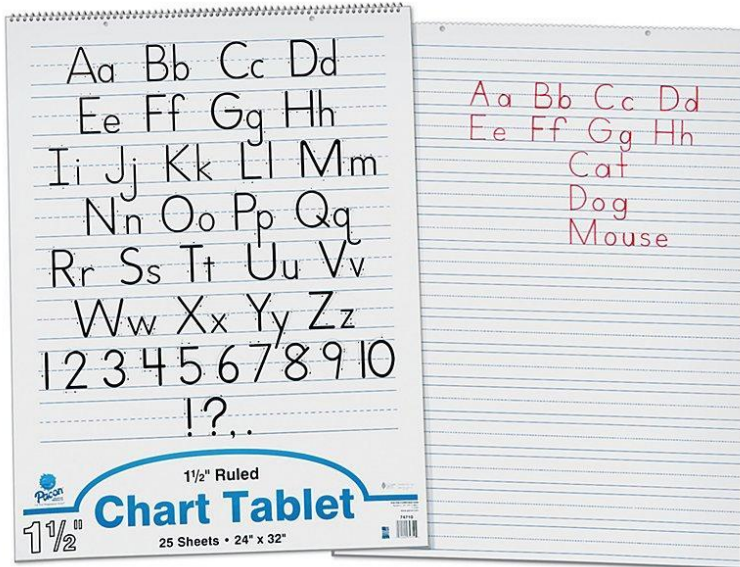 Aa Bb Cc Dd
Ee Ff Gg Hh
Ii Jj Kk Ll Mm
Nn Oo Pp Qq
Rr Ss Tt Uu Vv
Ww Xx Yy Zz
1 2 3 4 5 6 7 8 9 10
!?,.
Pacon
1½"
1½" Ruled
Chart Tablet
25 Sheets • 24" x 32"
74710
Aa Bb Cc Dd
Ee Ff Gg Hh
Cat
Dog
Mouse